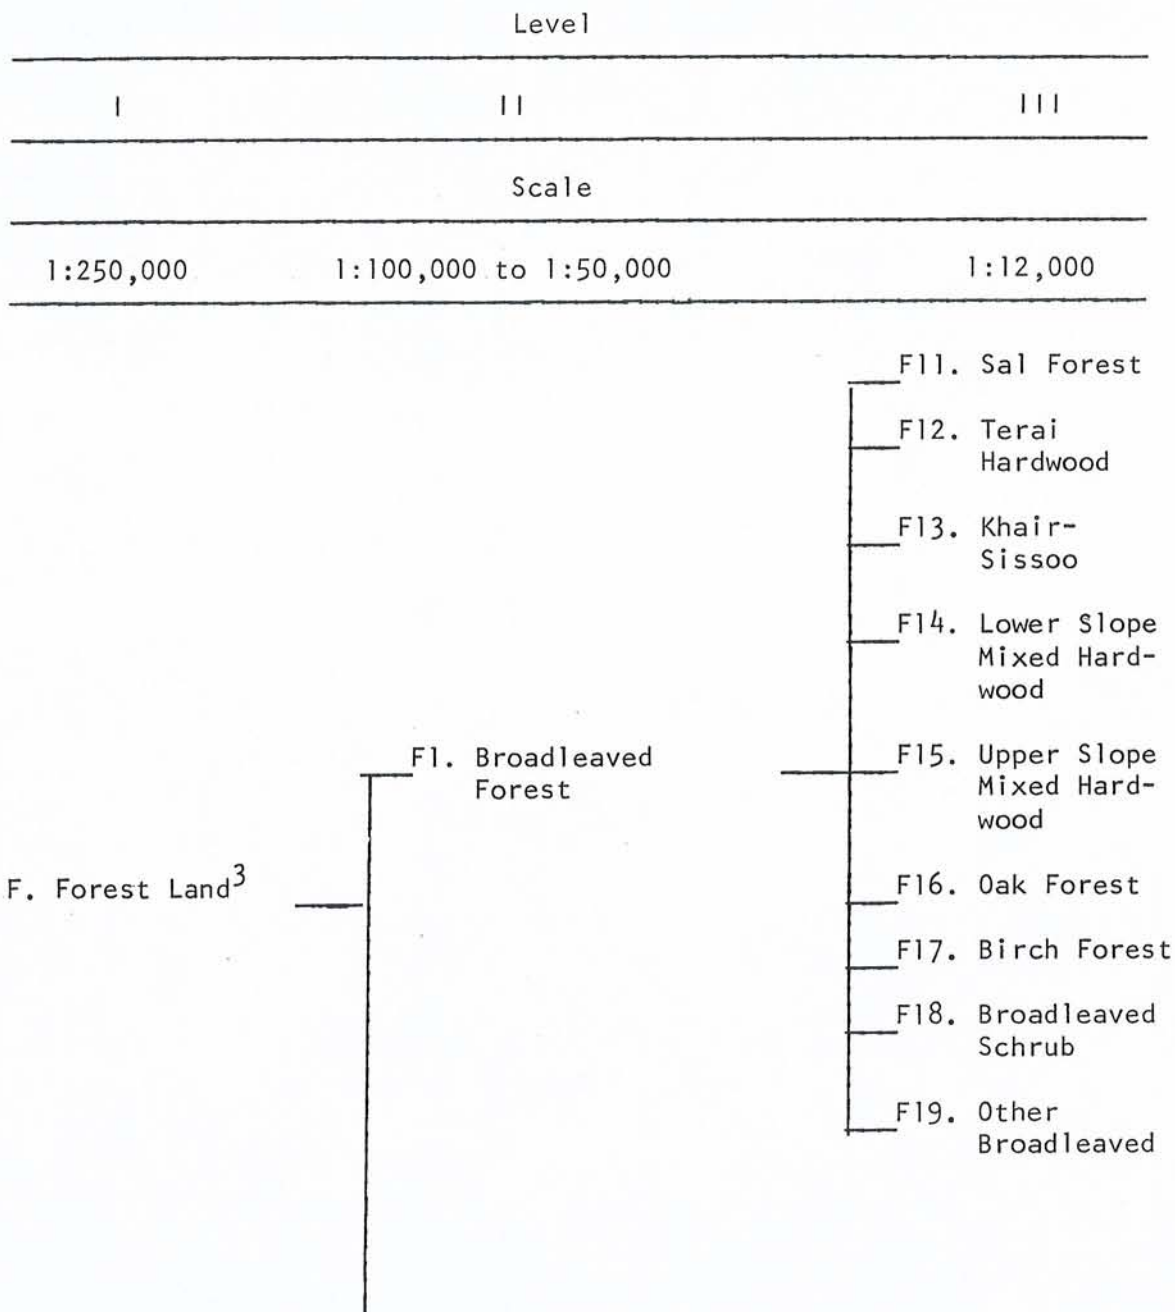 Level
I II III
Scale
1:250,000 1:100,000 to 1:50,000 1:12,000
F11. Sal Forest
F12. Terai
Hardwood
F13. Khair-
Sissoo
F14. Lower Slope
Mixed Hard-
wood
F1. Broadleaved
Forest
F15. Upper Slope
Mixed Hard-
wood
F. Forest Land3
F16. Oak Forest
F17. Birch Forest
F18. Broadleaved
Schrub
F19. Other
Broadleaved